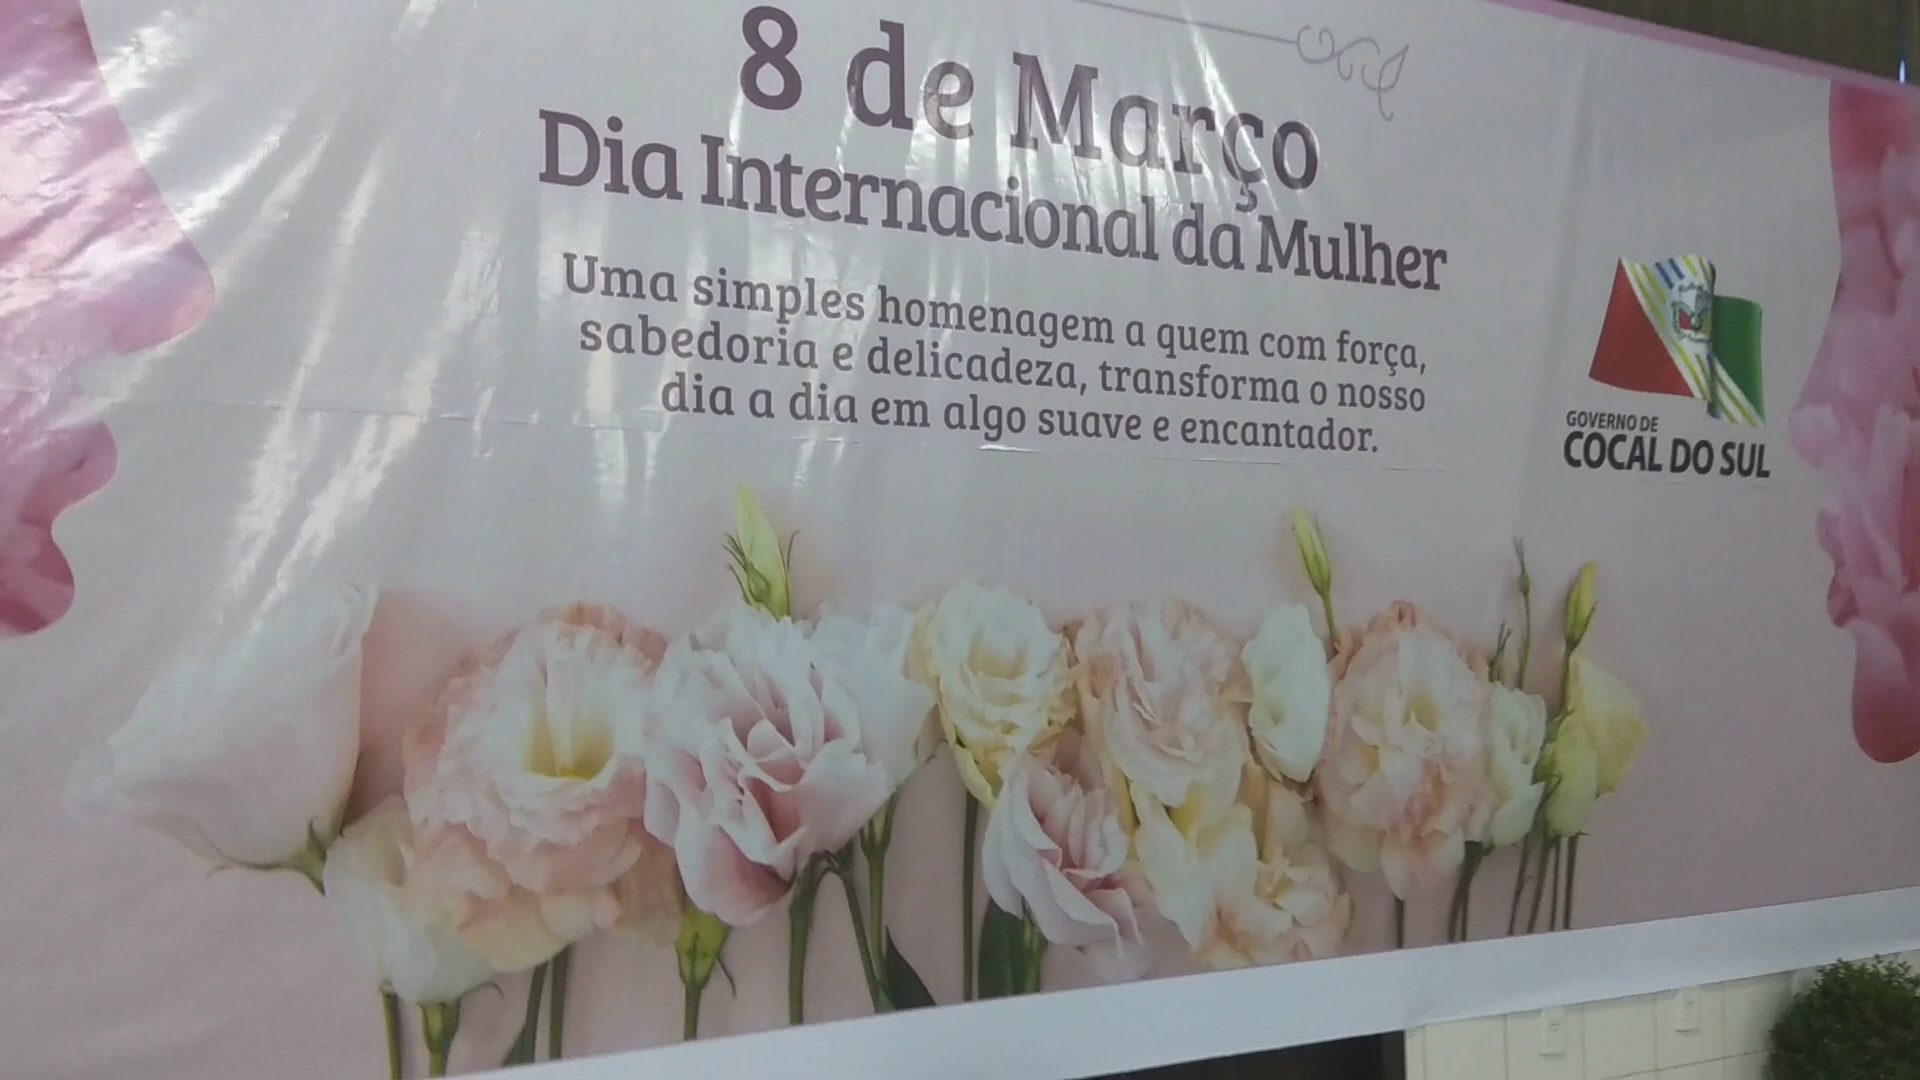 8 de Março
Dia Internacional da Mulher
Uma simples homenagem a quem com força,
sabedoria e delicadeza, transforma o nosso
dia a dia em algo suave e encantador.
GOVERNO DE
COCAL DO SUL